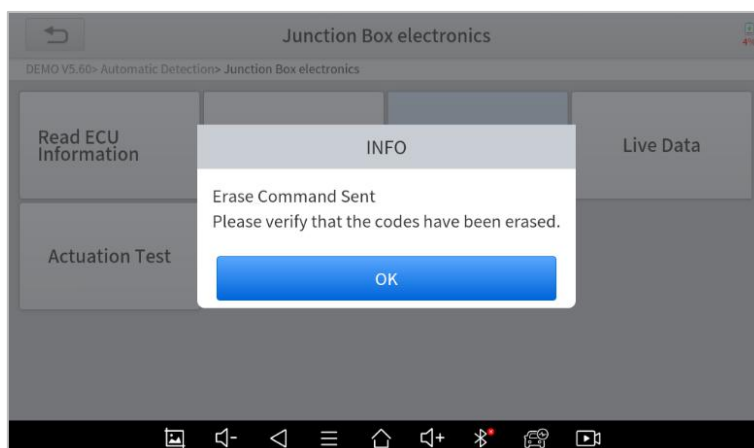 Junction Box electronics
DEMO V5.60> Automatic Detection> Junction Box electronics
Read ECU
Information
Live Data
INFO
Erase Command Sent
Please verify that the codes have been erased.
OK
Actuation Test